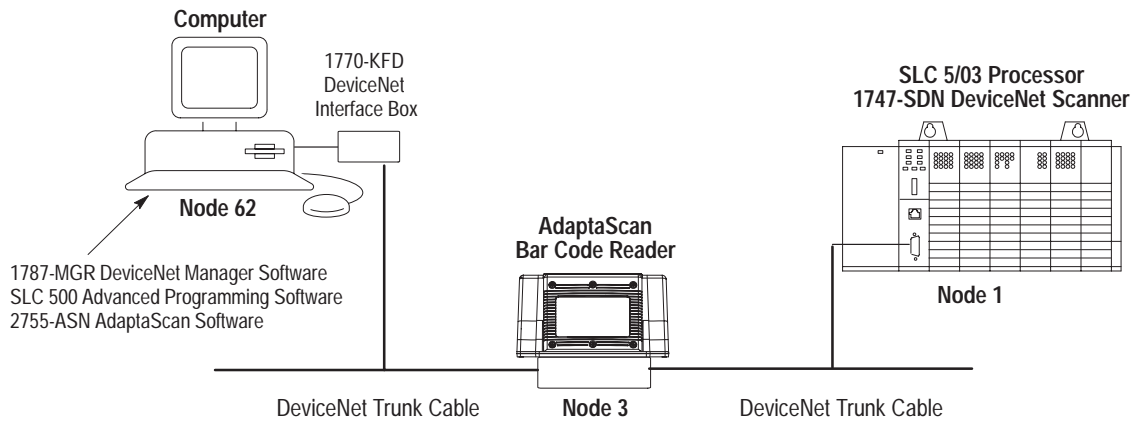 Computer
1770-KFD
DeviceNet
Interface Box
SLC 5/03 Processor
1747-SDN DeviceNet Scanner
Node 62
AdaptaScan
Bar Code Reader
1787-MGR DeviceNet Manager Software
SLC 500 Advanced Programming Software
2755-ASN AdaptaScan Software
Node 1
DeviceNet Trunk Cable
Node 3
DeviceNet Trunk Cable